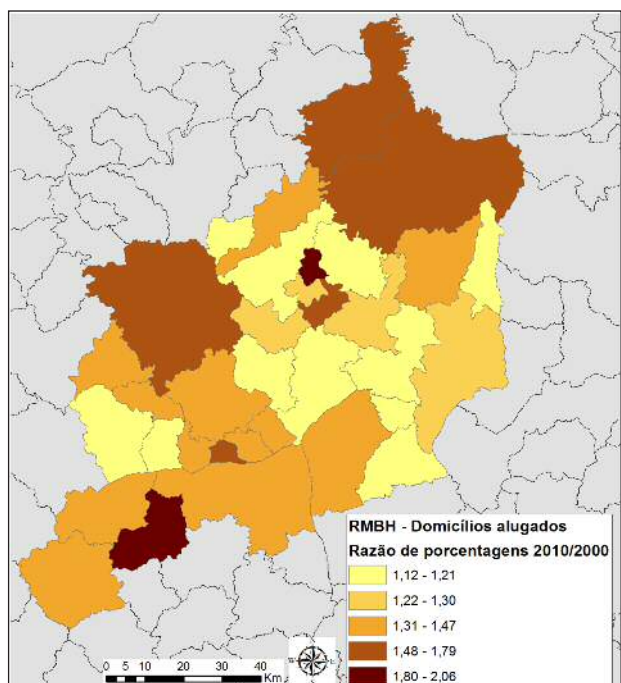 RMBH - Domicílios alugados
Razão de porcentagens 2010/2000
1,12 - 1,21
1,22 - 1,30
1,31 - 1,47
1,48 - 1,79
1,80 - 2,06
0 5 10 20 30 40
Km